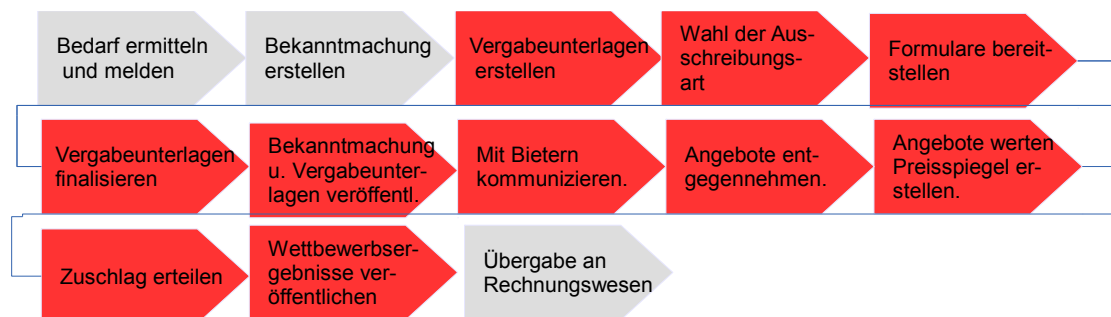 Bedarf ermitteln
und melden
Bekanntmachung
erstellen
Vergabeunterlagen
erstellen
Wahl der Aus-
schreibungs-
art
Formulare bereit-
stellen
Vergabeunterlagen
finalisieren
Bekanntmachung
u. Vergabeunter-
lagen veröffentl.
Mit Bietern
kommunizieren.
Angebote ent-
gegennehmen.
Angebote werten
Preisspiegel er-
stellen.
Zuschlag erteilen
Wettbewerbser-
gebnisse ver-
öffentlichen
Übergabe an
Rechnungswesen